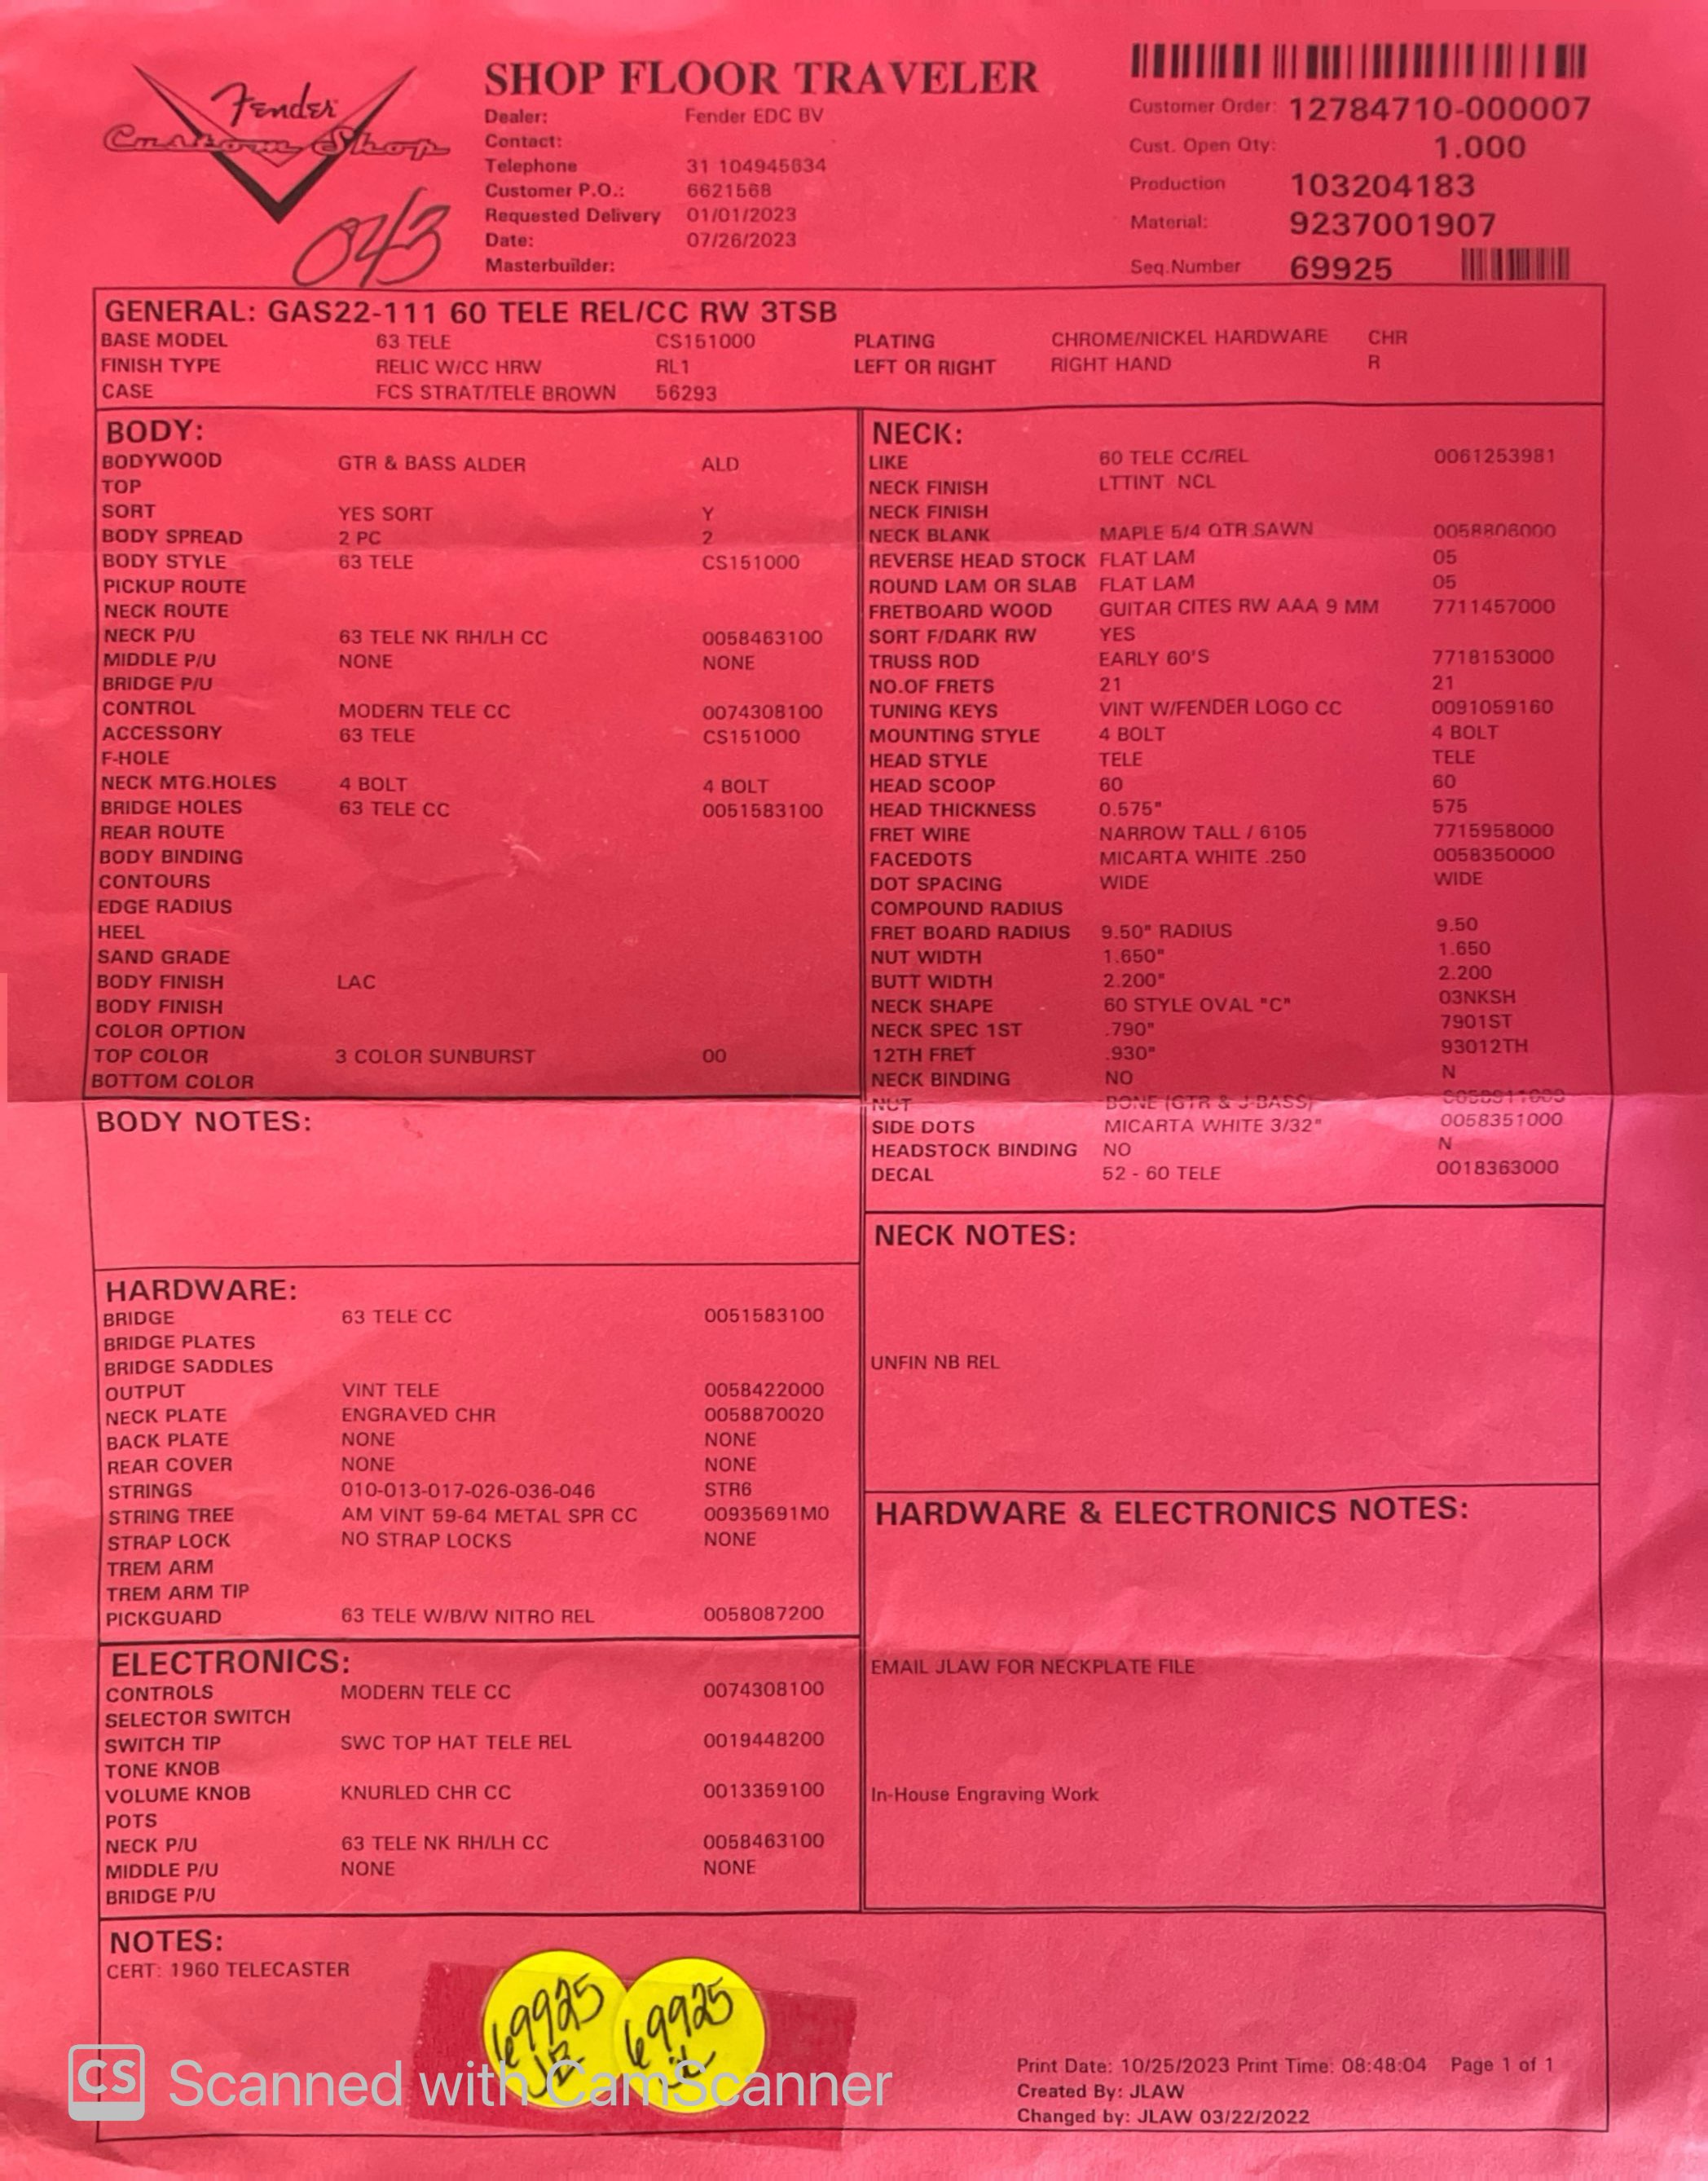 Fender
Custom Shop
043
SHOP FLOOR TRAVELER
Dealer: Fender EDC BV
Contact:
Telephone 31 104945634
Customer P.O.: 6621568
Requested Delivery 01/01/2023
Date: 07/26/2023
Masterbuilder:
Customer Order: 12784710-000007
Cust. Open Qty: 1.000
Production 103204183
Material: 9237001907
Seq.Number 69925
GENERAL: GAS22-111 60 TELE REL/CC RW 3TSB
BASE MODEL 63 TELE CS151000 PLATING CHROME/NICKEL HARDWARE CHR
FINISH TYPE RELIC W/CC HRW RL1 LEFT OR RIGHT RIGHT HAND R
CASE FCS STRAT/TELE BROWN 56293
BODY:
BODYWOOD GTR & BASS ALDER ALD
TOP
SORT YES SORT Y
BODY SPREAD 2 PC 2
BODY STYLE 63 TELE CS151000
PICKUP ROUTE
NECK ROUTE
NECK P/U 63 TELE NK RH/LH CC 0058463100
MIDDLE P/U NONE NONE
BRIDGE P/U
CONTROL MODERN TELE CC 0074308100
ACCESSORY 63 TELE CS151000
F-HOLE
NECK MTG.HOLES 4 BOLT 4 BOLT
BRIDGE HOLES 63 TELE CC 0051583100
REAR ROUTE
BODY BINDING
CONTOURS
EDGE RADIUS
HEEL
SAND GRADE
BODY FINISH LAC
BODY FINISH
COLOR OPTION
TOP COLOR 3 COLOR SUNBURST 00
BOTTOM COLOR
BODY NOTES:
HARDWARE:
BRIDGE 63 TELE CC 0051583100
BRIDGE PLATES
BRIDGE SADDLES
OUTPUT VINT TELE 0058422000
NECK PLATE ENGRAVED CHR 0058870020
BACK PLATE NONE NONE
REAR COVER NONE NONE
STRINGS 010-013-017-026-036-046 STR6
STRING TREE AM VINT 59-64 METAL SPR CC 00935691M0
STRAP LOCK NO STRAP LOCKS NONE
TREM ARM
TREM ARM TIP
PICKGUARD 63 TELE W/B/W NITRO REL 0058087200
ELECTRONICS:
CONTROLS MODERN TELE CC 0074308100
SELECTOR SWITCH
SWITCH TIP SWC TOP HAT TELE REL 0019448200
TONE KNOB
VOLUME KNOB KNURLED CHR CC 0013359100
POTS
NECK P/U 63 TELE NK RH/LH CC 0058463100
MIDDLE P/U NONE NONE
BRIDGE P/U
NECK:
LIKE 60 TELE CC/REL 0061253981
NECK FINISH LTTINT NCL
NECK FINISH
NECK BLANK MAPLE 5/4 QTR SAWN 0058806000
REVERSE HEAD STOCK FLAT LAM 05
ROUND LAM OR SLAB FLAT LAM 05
FRETBOARD WOOD GUITAR CITES RW AAA 9 MM 7711457000
SORT F/DARK RW YES
TRUSS ROD EARLY 60'S 7718153000
NO.OF FRETS 21 21
TUNING KEYS VINT W/FENDER LOGO CC 0091059160
MOUNTING STYLE 4 BOLT 4 BOLT
HEAD STYLE TELE TELE
HEAD SCOOP 60 60
HEAD THICKNESS 0.575" 575
FRET WIRE NARROW TALL / 6105 7715958000
FACEDOTS MICARTA WHITE .250 0058350000
DOT SPACING WIDE WIDE
COMPOUND RADIUS
FRET BOARD RADIUS 9.50" RADIUS 9.50
NUT WIDTH 1.650" 1.650
BUTT WIDTH 2.200" 2.200
NECK SHAPE 60 STYLE OVAL "C" 03NKSH
NECK SPEC 1ST .790" 7901ST
12TH FRET .930" 93012TH
NECK BINDING NO N
NUT BONE (GTR & J-BASS)
SIDE DOTS MICARTA WHITE 3/32" 0058351000
HEADSTOCK BINDING NO N
DECAL 52 - 60 TELE 0018363000
NECK NOTES:
UNFIN NB REL
HARDWARE & ELECTRONICS NOTES:
EMAIL JLAW FOR NECKPLATE FILE
In-House Engraving Work
NOTES:
CERT: 1960 TELECASTER
69925
69925
Print Date: 10/25/2023 Print Time: 08:48:04 Page 1 of 1
Created By: JLAW
Changed by: JLAW 03/22/2022
CS Scanned with CamScanner